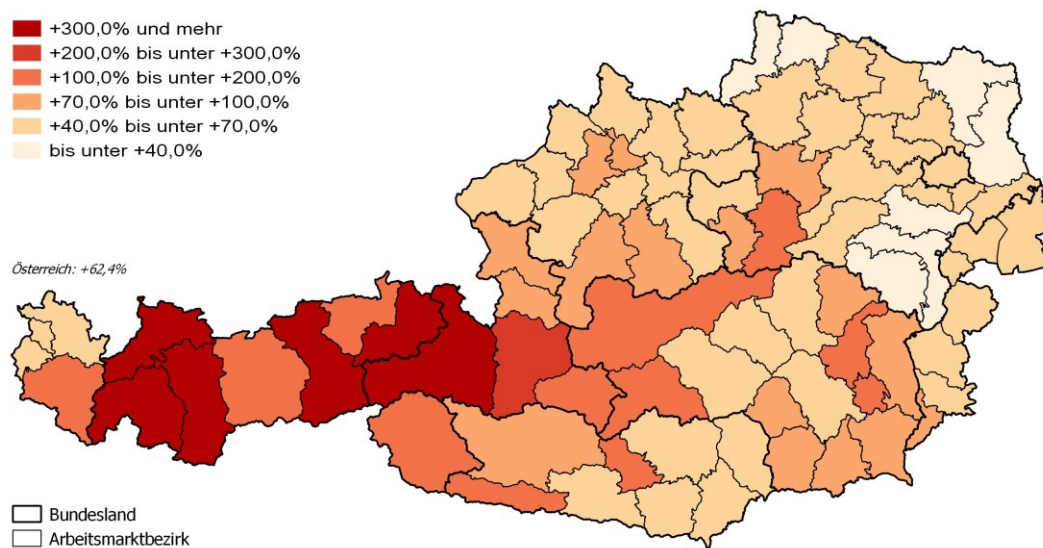 +300,0% und mehr
+200,0% bis unter +300,0%
+100,0% bis unter +200,0%
+70,0% bis unter +100,0%
+40,0% bis unter +70,0%
bis unter +40,0%
Österreich: +62,4%
Bundesland
Arbeitsmarktbezirk